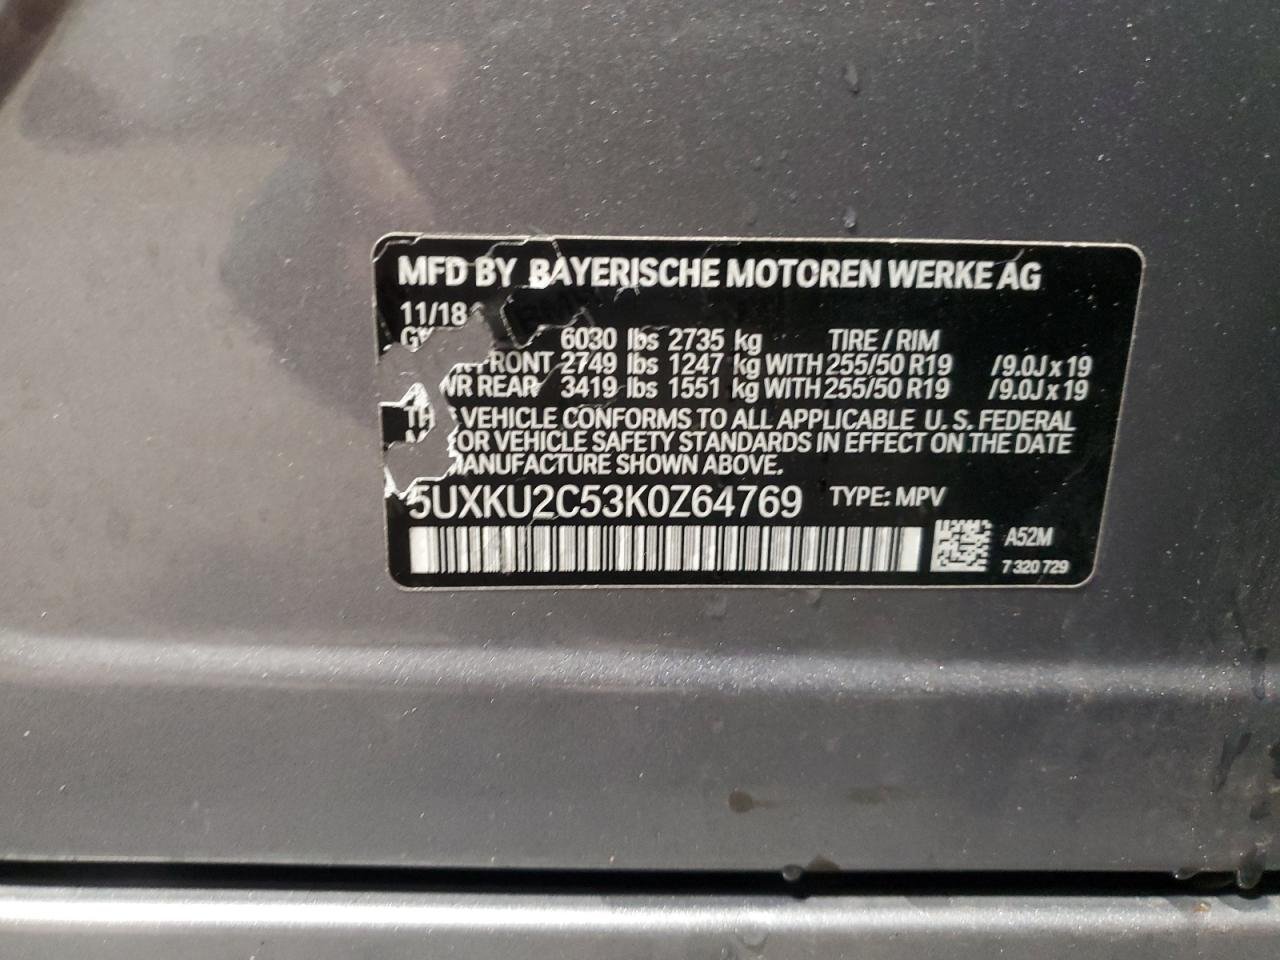 MFD BY BAYERISCHE MOTOREN WERKE AG
11/18
6030 lbs 2735 kg TIRE / RIM
FRONT 2749 lbs 1247 kg WITH 255/50 R19 /9.0J x 19
WR REAR 3419 lbs 1551 kg WITH 255/50 R19 /9.0J x 19
VEHICLE CONFORMS TO ALL APPLICABLE U. S. FEDERAL
OR VEHICLE SAFETY STANDARDS IN EFFECT ON THE DATE
MANUFACTURE SHOWN ABOVE.
5UXKU2C53K0Z64769 TYPE: MPV
A52M
7 320 729